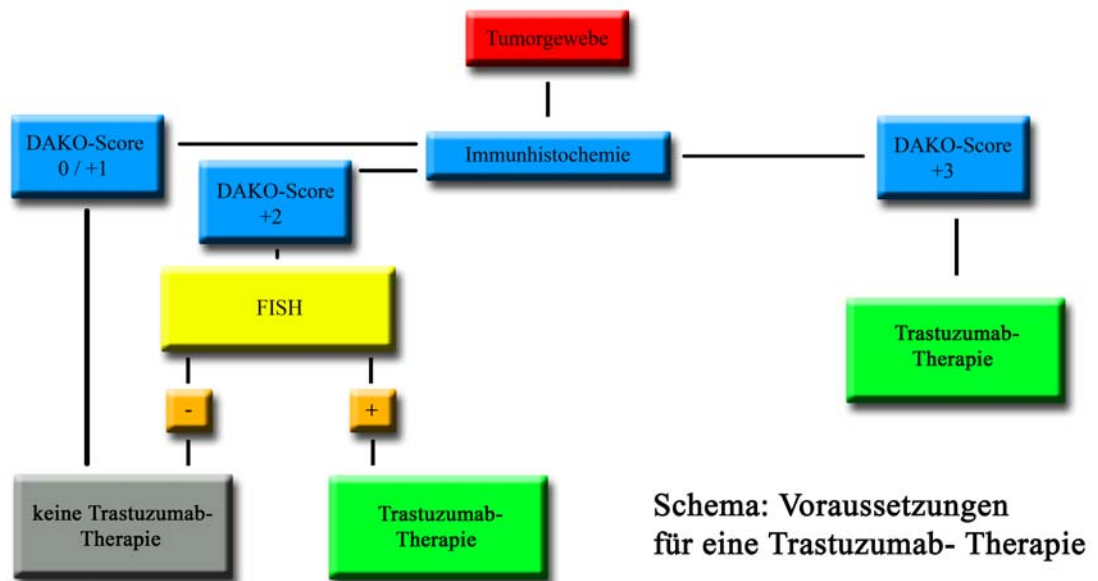 Tumorgewebe
DAKO-Score
0 / +1
Immunhistochemie
DAKO-Score
+3
DAKO-Score
+2
FISH
Trastuzumab-
Therapie
-
+
keine Trastuzumab-
Therapie
Trastuzumab-
Therapie
Schema: Voraussetzungen
für eine Trastuzumab- Therapie